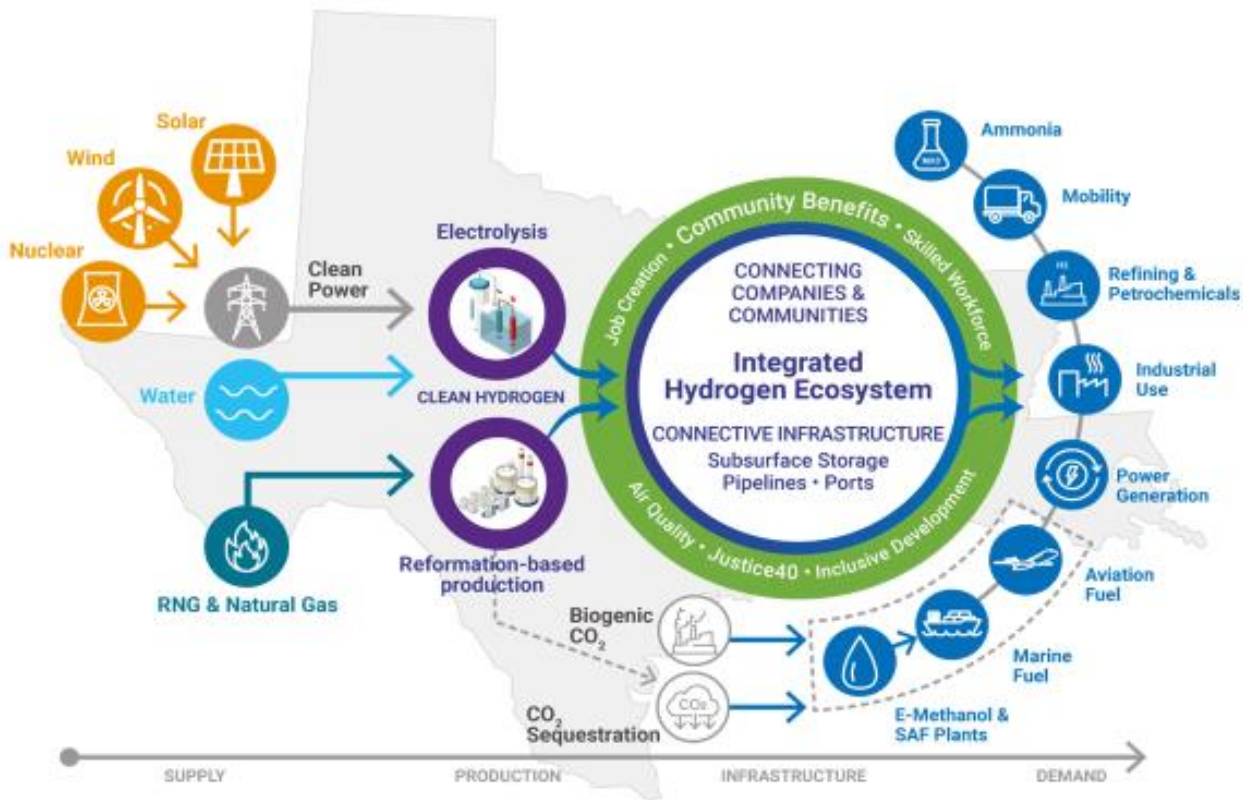 Solar
Wind
Nuclear
Clean
Power
Water
RNG & Natural Gas
Electrolysis
CLEAN HYDROGEN
Reformation-based
production
Job Creation • Community Benefits • Skilled Workforce
CONNECTING
COMPANIES &
COMMUNITIES
Integrated
Hydrogen Ecosystem
CONNECTIVE INFRASTRUCTURE
Subsurface Storage
Pipelines • Ports
Air Quality • Justice40 • Inclusive Development
Biogenic
CO₂
CO₂
Sequestration
CO₂
Ammonia
Mobility
Refining &
Petrochemicals
Industrial
Use
Power
Generation
Aviation
Fuel
Marine
Fuel
E-Methanol &
SAF Plants
SUPPLY
PRODUCTION
INFRASTRUCTURE
DEMAND